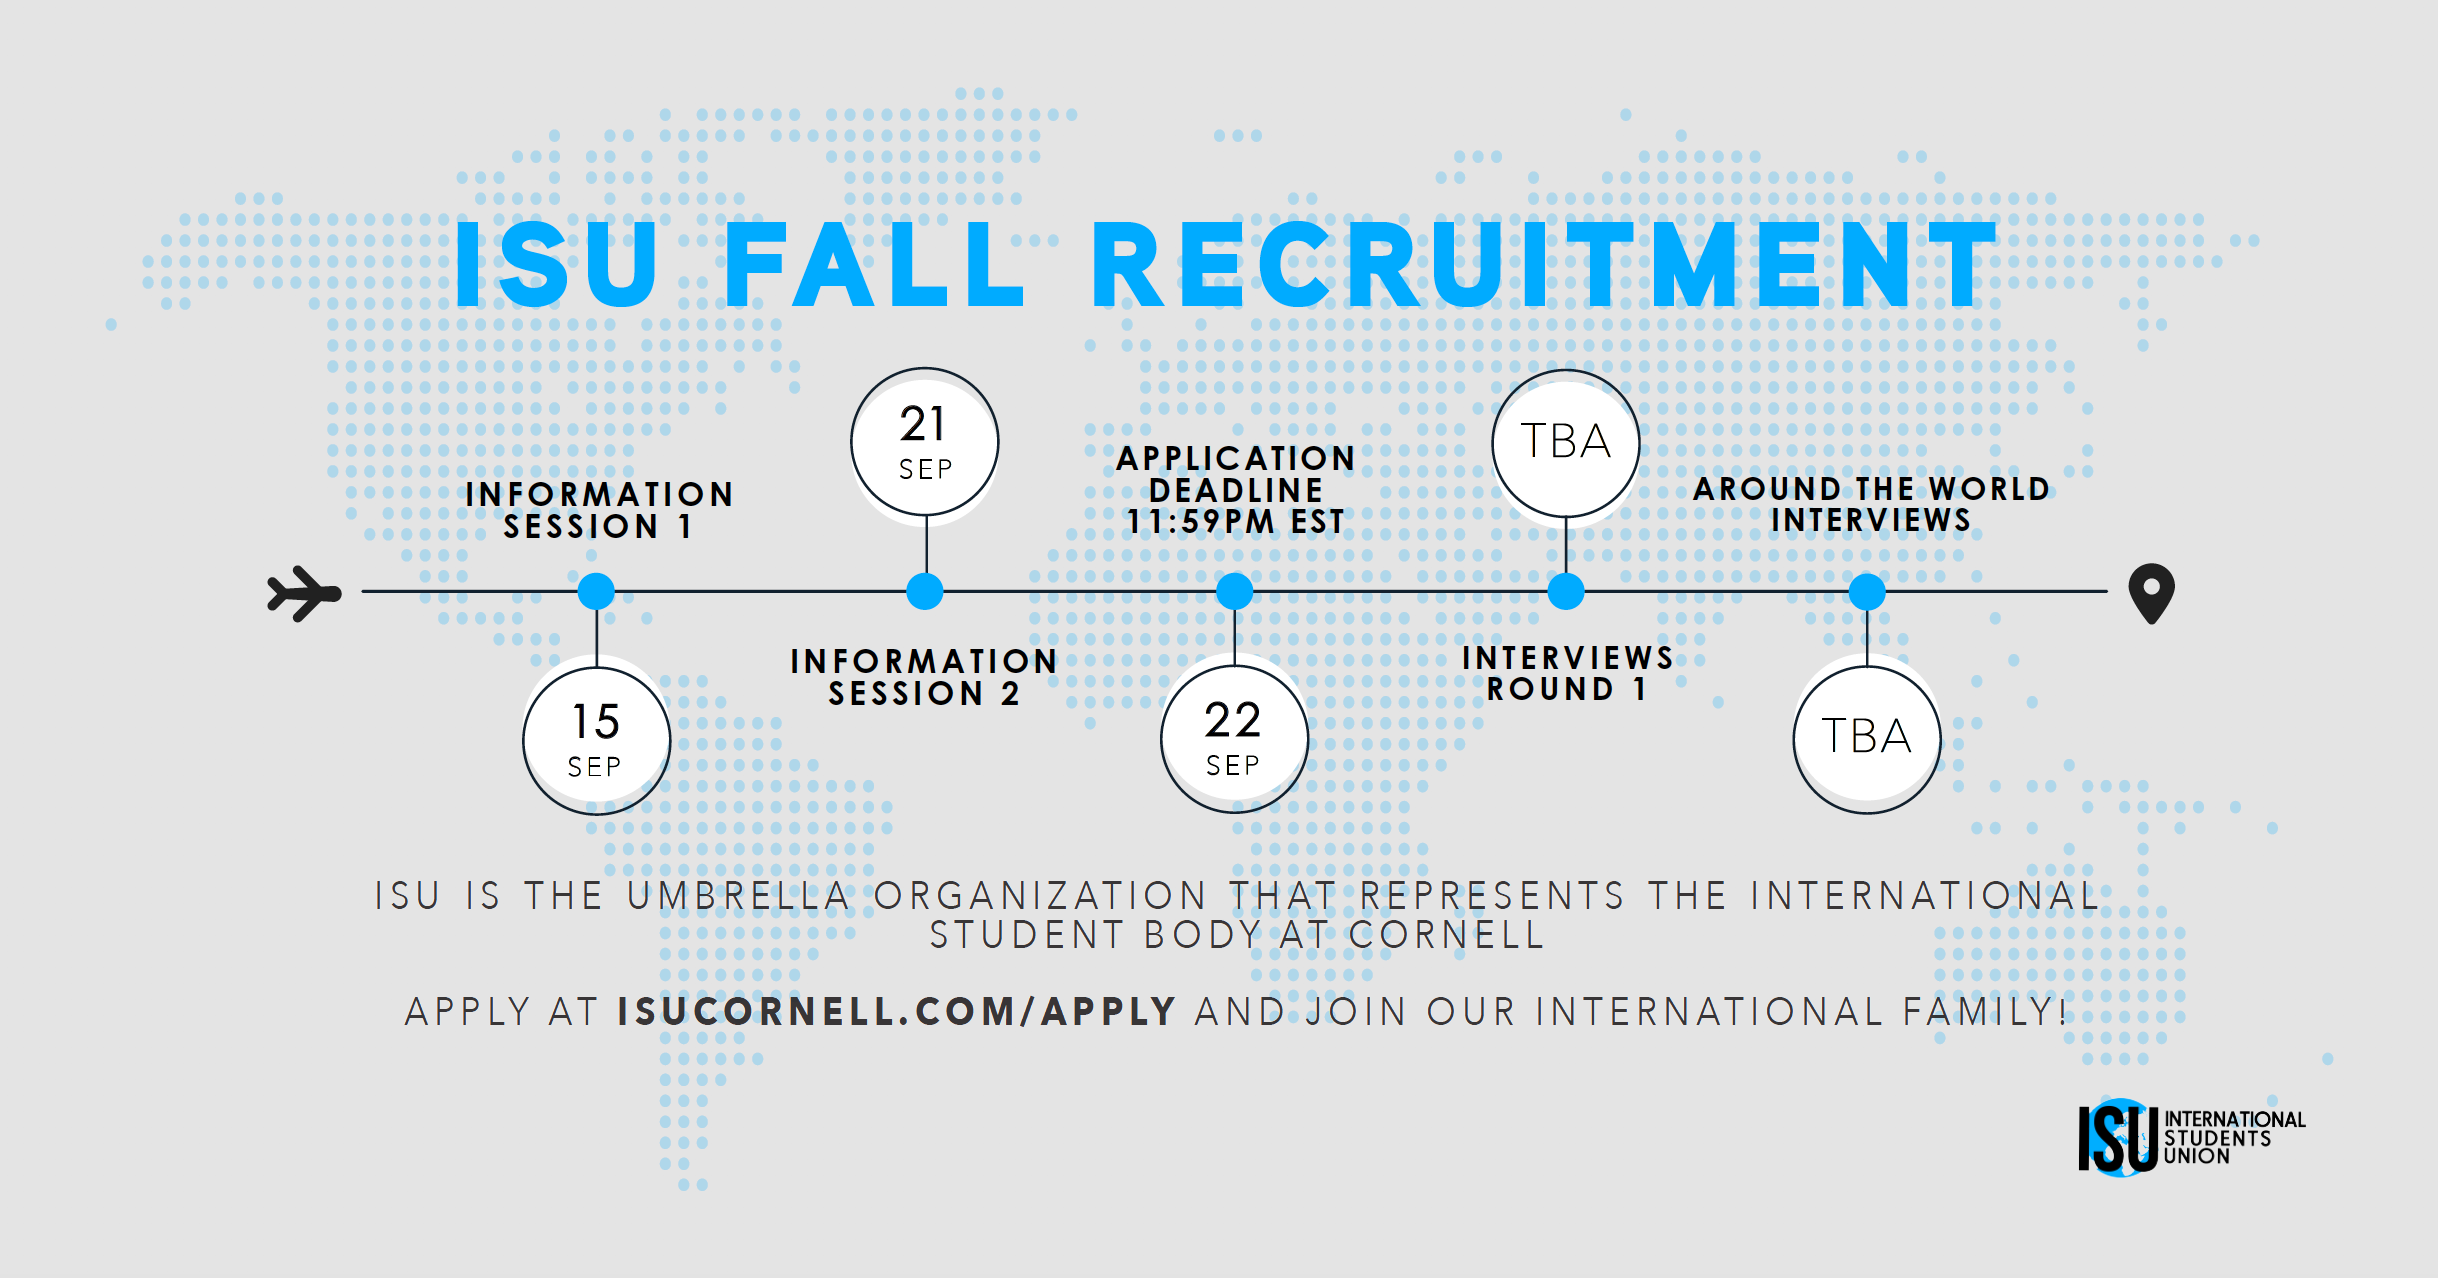 ISU FALL RECRUITMENT
INFORMATION
SESSION 1
15
SEP
21
SEP
INFORMATION
SESSION 2
APPLICATION
DEADLINE
11:59PM EST
22
SEP
TBA
INTERVIEWS
ROUND 1
AROUND THE WORLD
INTERVIEWS
TBA
ISU IS THE UMBRELLA ORGANIZATION THAT REPRESENTS THE INTERNATIONAL
STUDENT BODY AT CORNELL
APPLY AT ISUCORNELL.COM/APPLY AND JOIN OUR INTERNATIONAL FAMILY!
ISU
INTERNATIONAL
STUDENTS
UNION